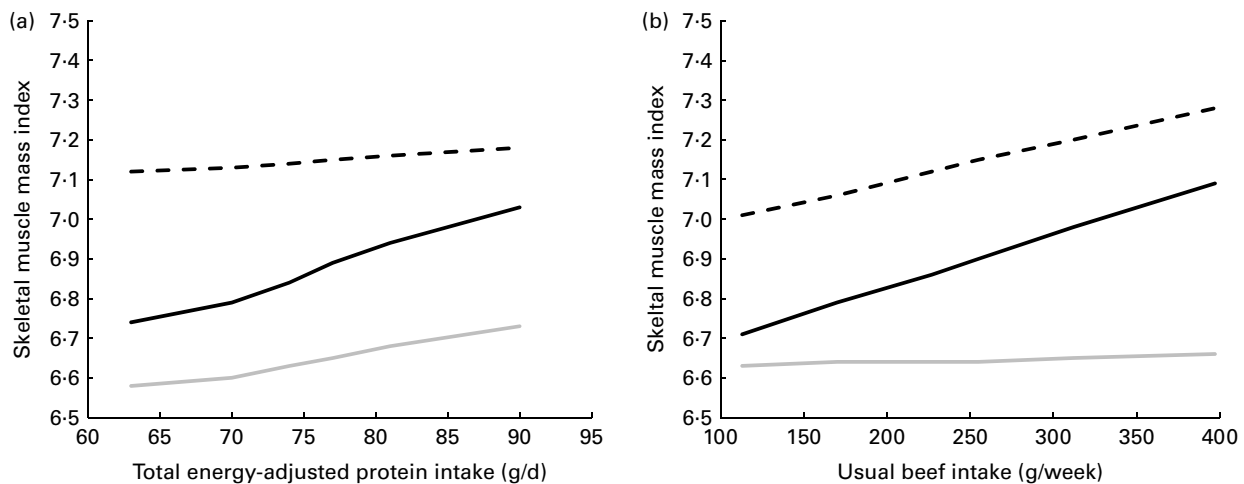 (a)
7·5
7·4
7·3
7·2
7·1
7·0
6·9
6·8
6·7
6·6
6·5
Skeletal muscle mass index
60 65 70 75 80 85 90 95
Total energy-adjusted protein intake (g/d)
(b)
7·5
7·4
7·3
7·2
7·1
7·0
6·9
6·8
6·7
6·6
6·5
Skeltal muscle mass index
100 150 200 250 300 350 400
Usual beef intake (g/week)